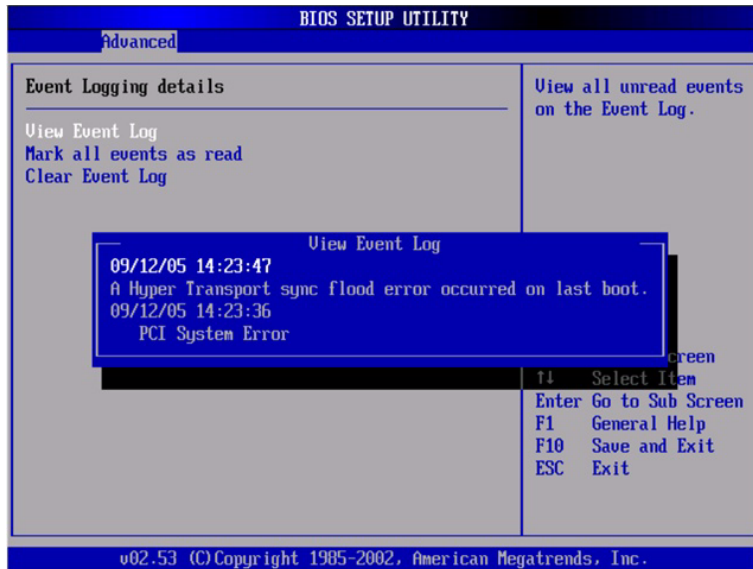 BIOS SETUP UTILITY
Advanced
Event Logging details
View Event Log
Mark all events as read
Clear Event Log
View all unread events
on the Event Log.
View Event Log
09/12/05 14:23:47
A Hyper Transport sync flood error occurred on last boot.
09/12/05 14:23:36
PCI System Error
↑↓ Select Item
Enter Go to Sub Screen
F1 General Help
F10 Save and Exit
ESC Exit
v02.53 (C)Copyright 1985-2002, American Megatrends, Inc.